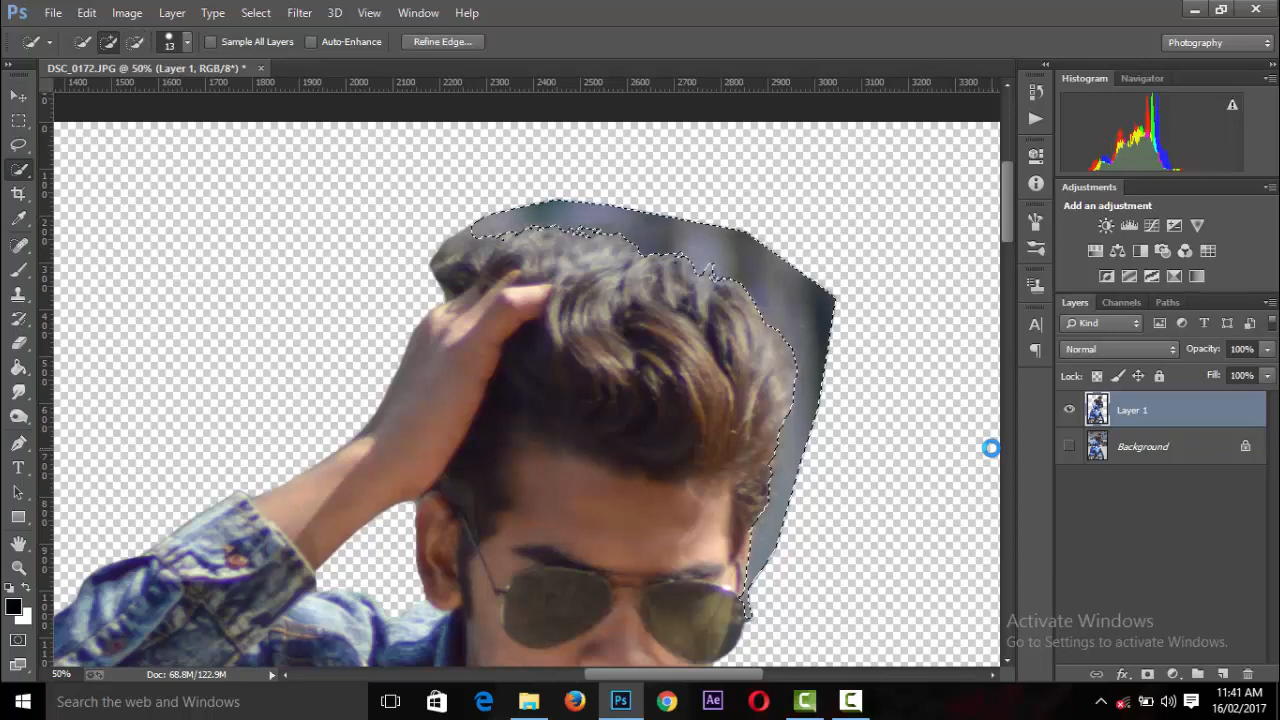 Ps File Edit Image Layer Type Select Filter 3D View Window Help
13 Sample All Layers Auto-Enhance Refine Edge... Photography
DSC_0172.JPG @ 50% (Layer 1, RGB/8*) * ×
1400 1500 1600 1700 1800 1900 2000 2100 2200 2300 2400 2500 2600 2700 2800 2900 3000 3100 3200 3300
Histogram Navigator
Adjustments
Add an adjustment
Layers Channels Paths
Kind
Normal Opacity: 100%
Lock: Fill: 100%
Layer 1
Background
Activate Windows
Go to Settings to activate Windows.
50% Doc: 68.8M/122.9M
Search the web and Windows
Ps Ae
11:41 AM
16/02/2017